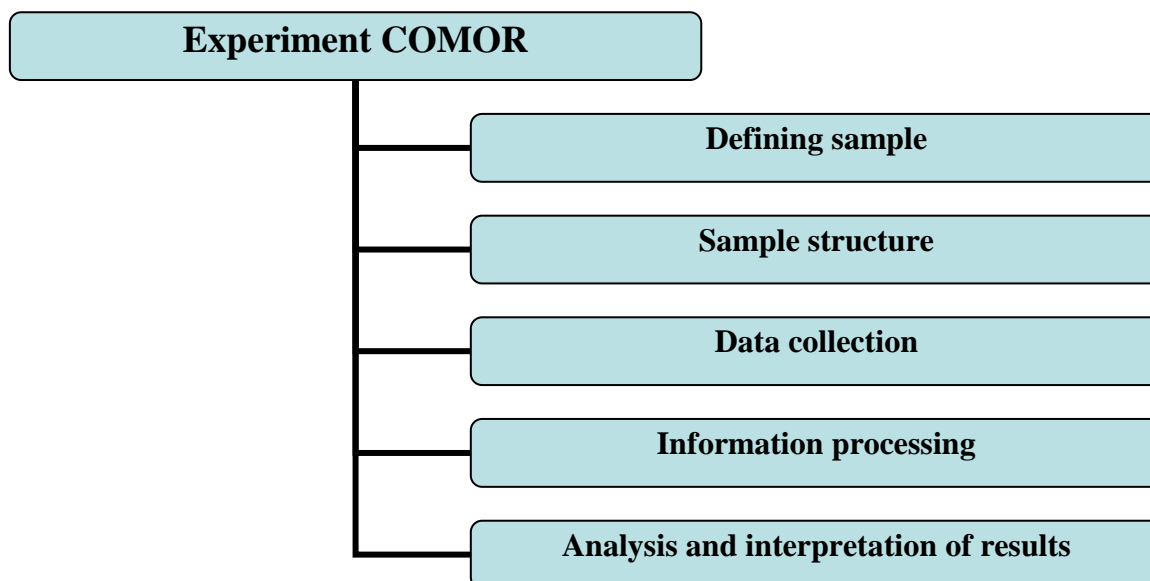 Experiment COMOR
Defining sample
Sample structure
Data collection
Information processing
Analysis and interpretation of results